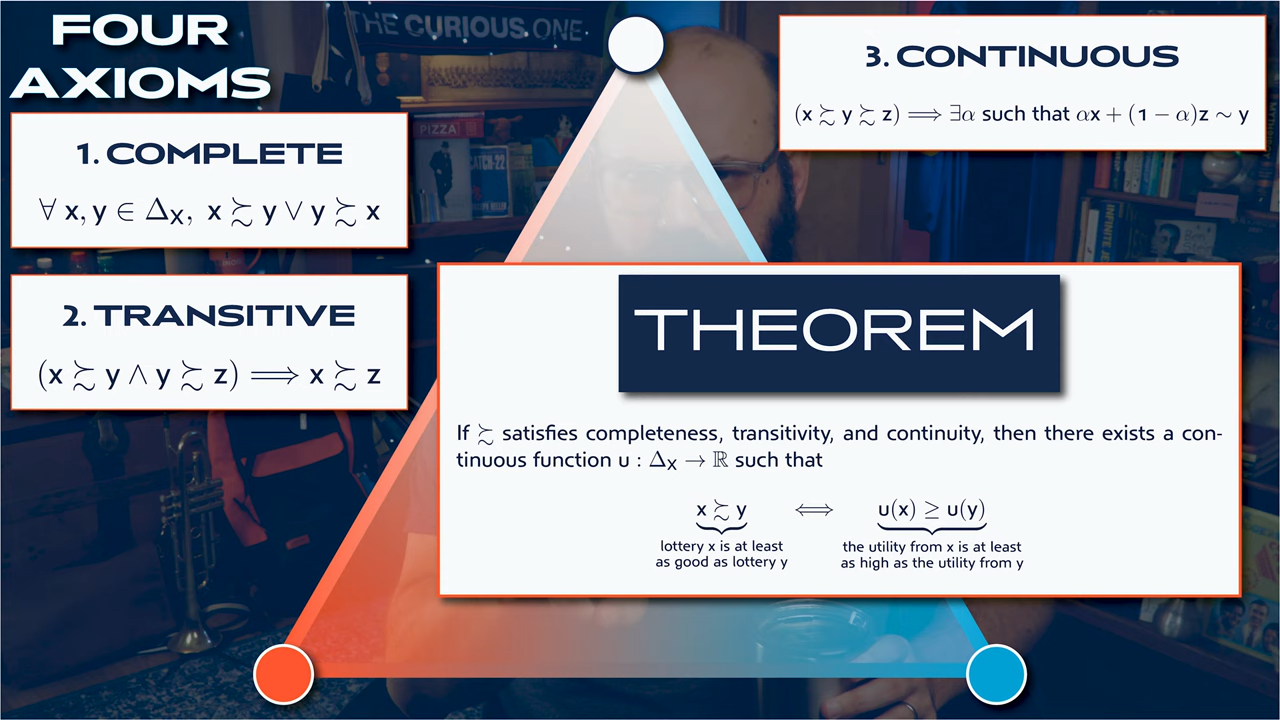 FOUR
AXIOMS
1. COMPLETE
∀ x, y ∈ Δ_X, x ≿ y ∨ y ≿ x
2. TRANSITIVE
(x ≿ y ∧ y ≿ z) ⟹ x ≿ z
THE CURIOUS ONE
PIZZA
CATCH-22
3. CONTINUOUS
(x ≿ y ≿ z) ⟹ ∃α such that αx + (1 − α)z ∼ y
THEOREM
If ≿ satisfies completeness, transitivity, and continuity, then there exists a con-
tinuous function u : Δ_X → ℝ such that
x ≿ y ⟺ u(x) ≥ u(y)
lottery x is at least
as good as lottery y
the utility from x is at least
as high as the utility from y